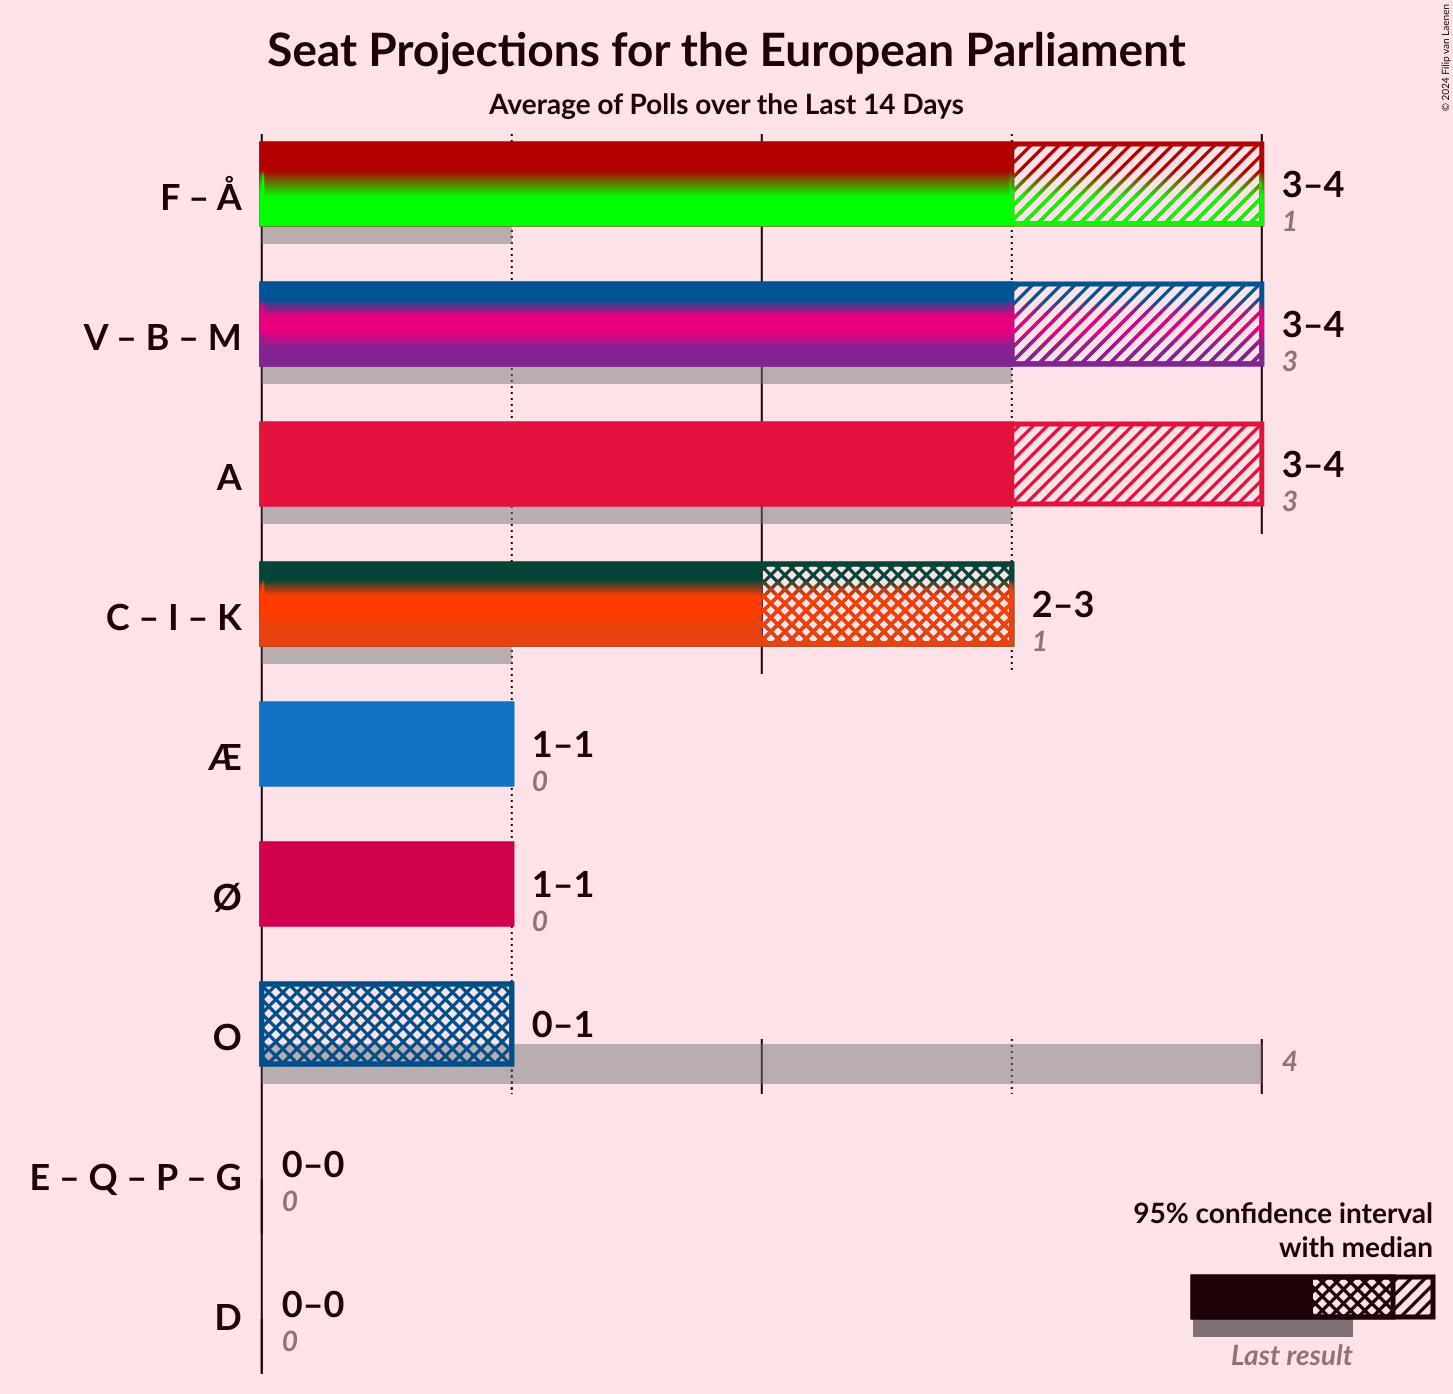 Seat Projections for the European Parliament
Average of Polls over the Last 14 Days
© 2024 Filip van Laenen
F – Å
3–4
1
V – B – M
3–4
3
A
3–4
3
C – I – K
2–3
1
Æ
1–1
0
Ø
1–1
0
O
0–1
4
E – Q – P – G
0–0
0
D
0–0
0
95% confidence interval
with median
Last result